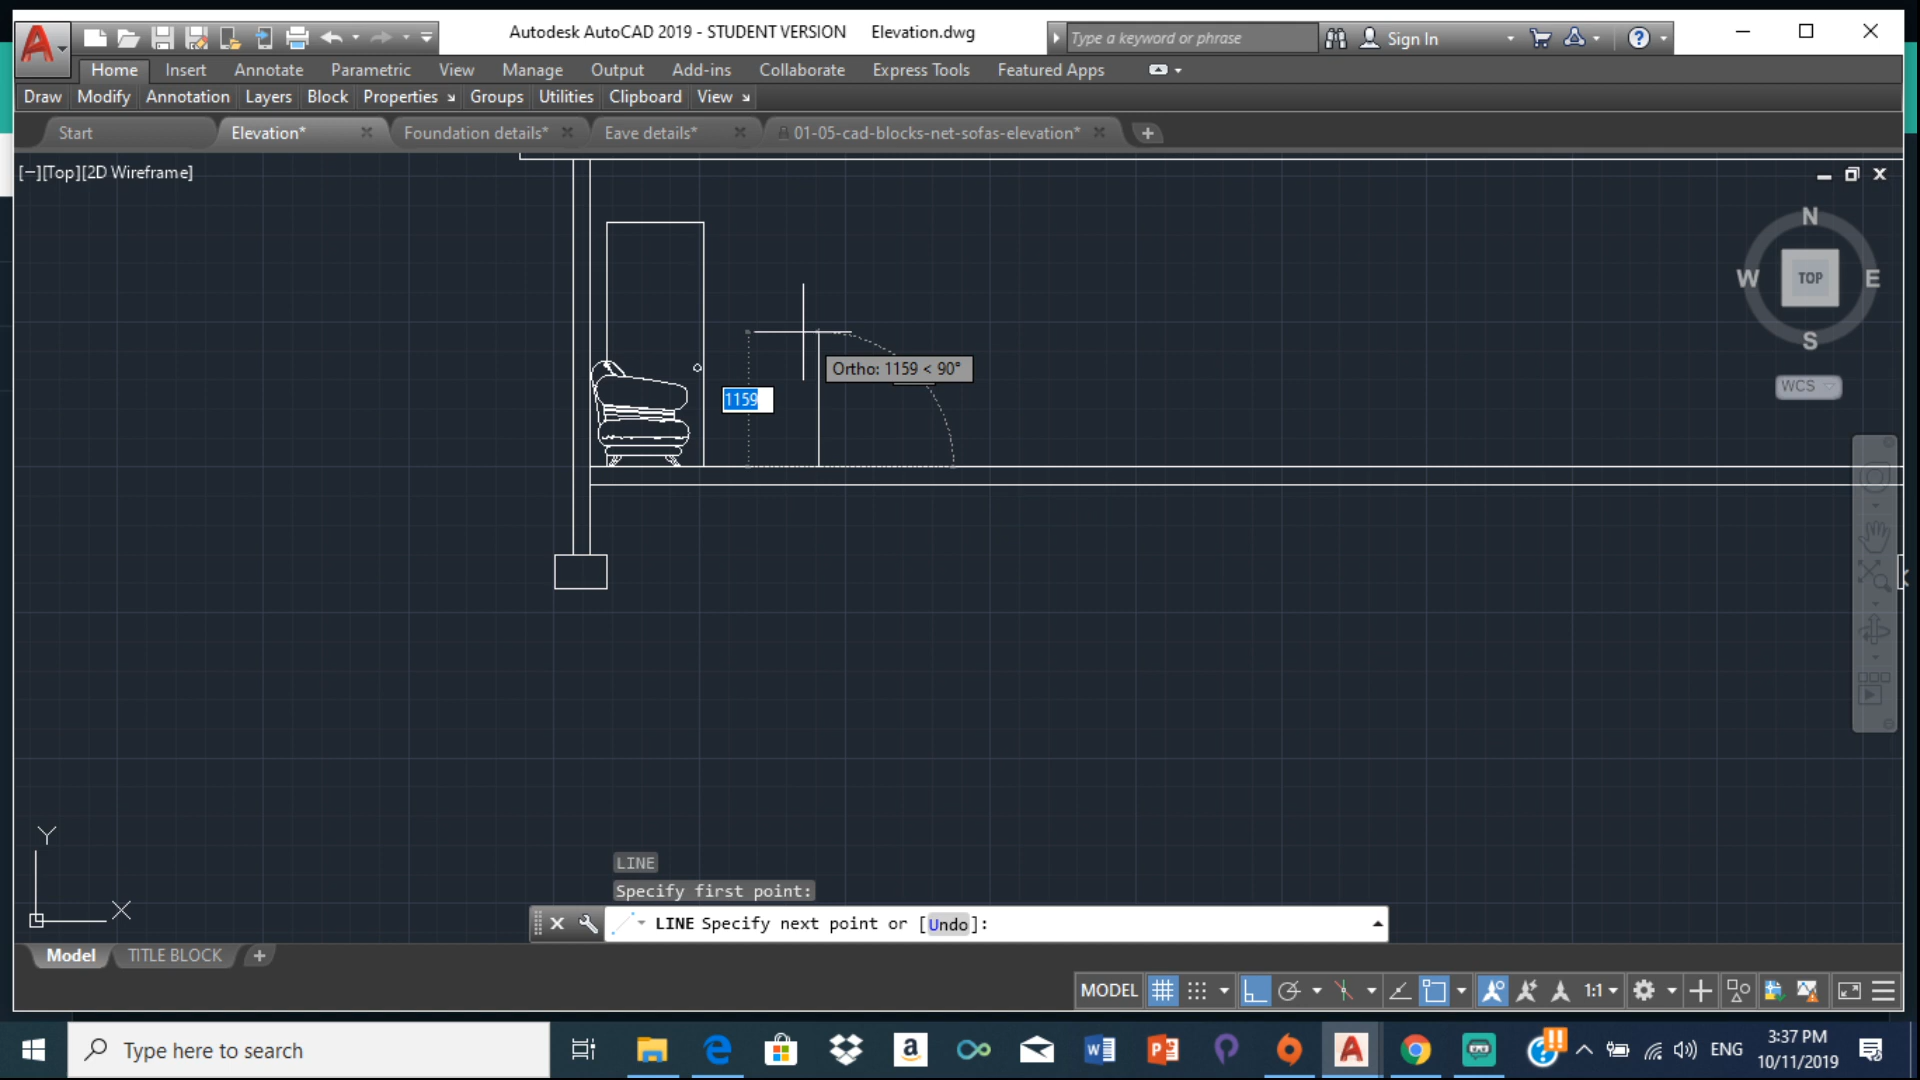 Autodesk AutoCAD 2019 - STUDENT VERSION Elevation.dwg
Type a keyword or phrase
Sign In
Home Insert Annotate Parametric View Manage Output Add-ins Collaborate Express Tools Featured Apps
Draw Modify Annotation Layers Block Properties Groups Utilities Clipboard View
Start Elevation* Foundation details* Eave details* 01-05-cad-blocks-net-sofas-elevation*
[−][Top][2D Wireframe]
N
W TOP E
S
WCS
Ortho: 1159 < 90°
1159
Y
X
LINE
Specify first point:
LINE Specify next point or [Undo]:
Model TITLE BLOCK
MODEL 1:1
Type here to search
ENG
3:37 PM
10/11/2019